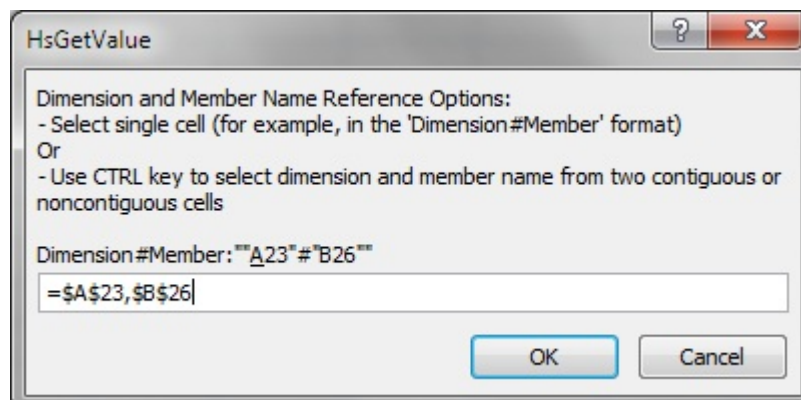 HsGetValue
Dimension and Member Name Reference Options:
- Select single cell (for example, in the 'Dimension#Member' format)
Or
- Use CTRL key to select dimension and member name from two contiguous or
noncontiguous cells
Dimension#Member:""A23"#"B26""
=$A$23,$B$26
OK Cancel